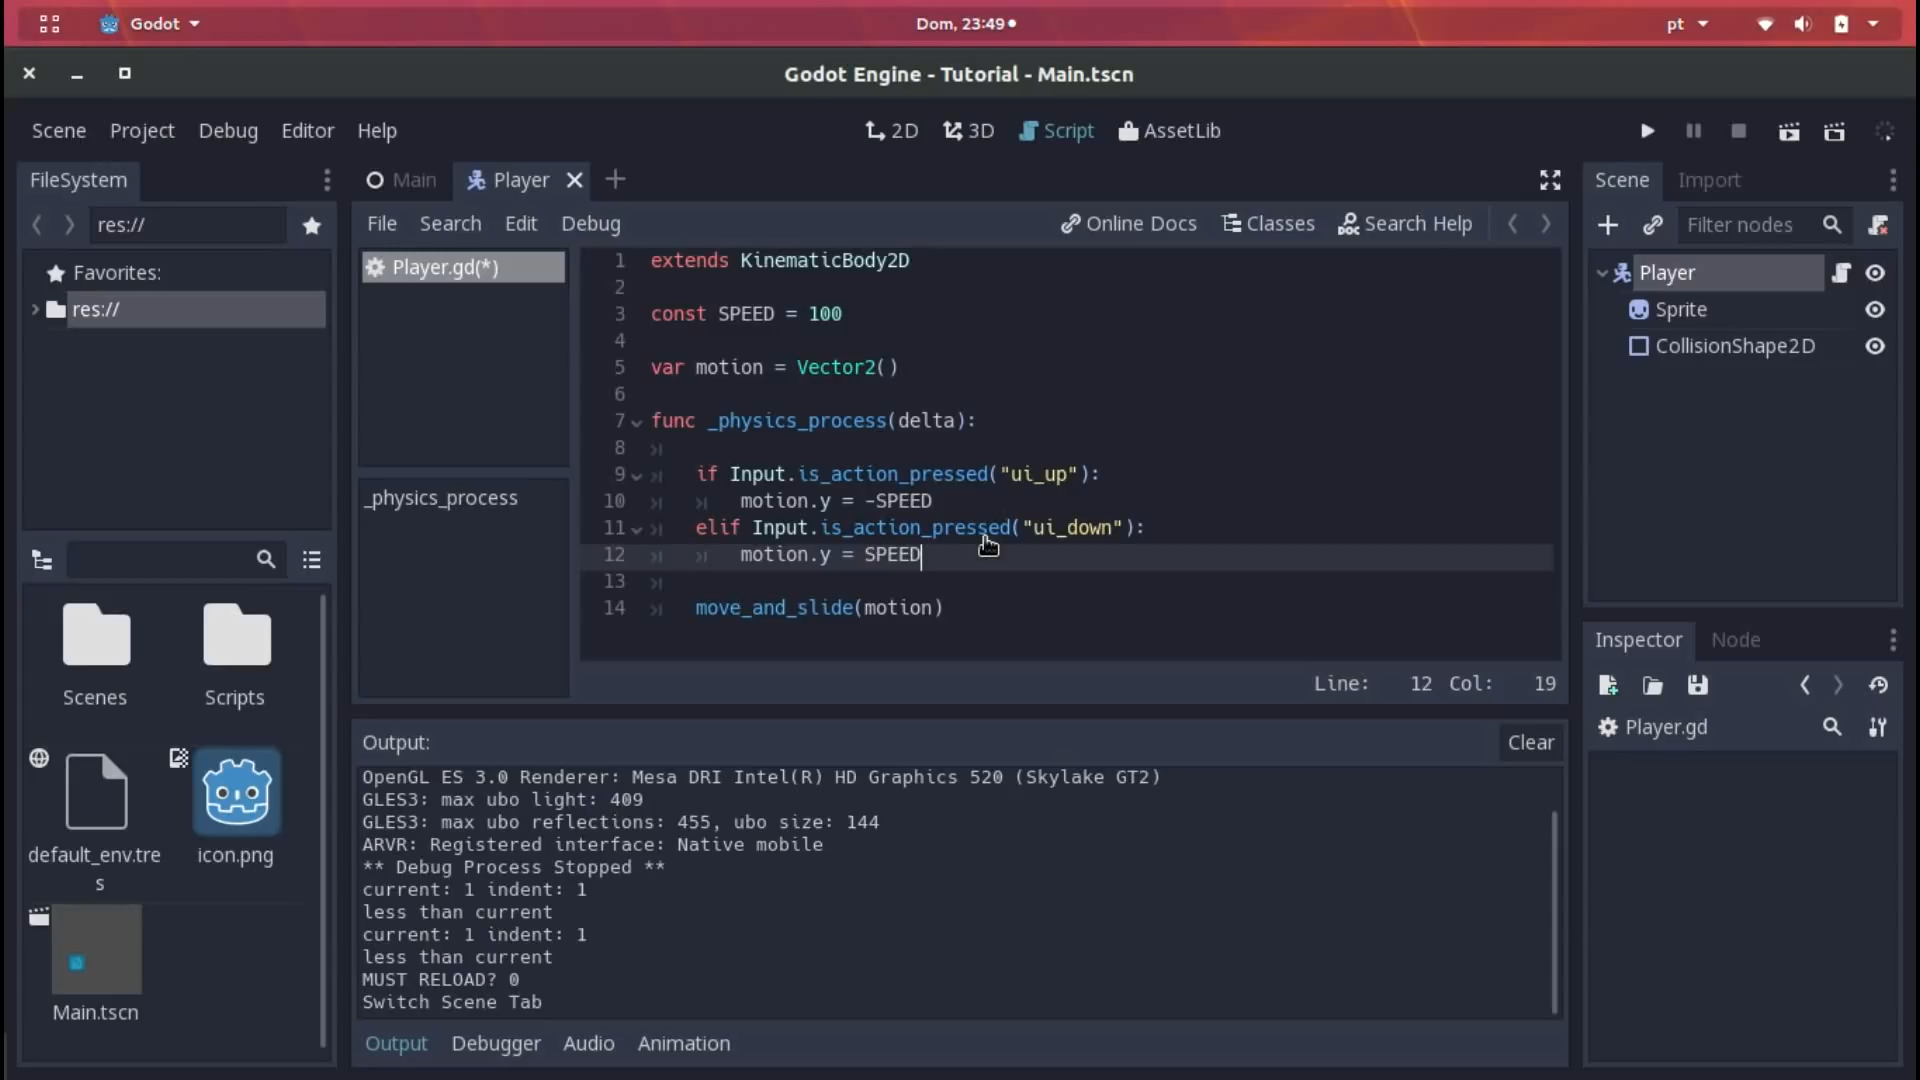 Godot
Dom, 23:49
pt
Godot Engine - Tutorial - Main.tscn
Scene Project Debug Editor Help
2D 3D Script AssetLib
FileSystem
Main Player
Scene Import
res://
File Search Edit Debug
Online Docs Classes Search Help
Filter nodes
Favorites:
res://
Player.gd(*)
_physics_process
1 extends KinematicBody2D
2
3 const SPEED = 100
4
5 var motion = Vector2()
6
7 func _physics_process(delta):
8
9 if Input.is_action_pressed("ui_up"):
10 motion.y = -SPEED
11 elif Input.is_action_pressed("ui_down"):
12 motion.y = SPEED
13
14 move_and_slide(motion)
Line: 12 Col: 19
Player
Sprite
CollisionShape2D
Inspector Node
Player.gd
Scenes
Scripts
default_env.tre
s
icon.png
Main.tscn
Output:
Clear
OpenGL ES 3.0 Renderer: Mesa DRI Intel(R) HD Graphics 520 (Skylake GT2)
GLES3: max ubo light: 409
GLES3: max ubo reflections: 455, ubo size: 144
ARVR: Registered interface: Native mobile
** Debug Process Stopped **
current: 1 indent: 1
less than current
current: 1 indent: 1
less than current
MUST RELOAD? 0
Switch Scene Tab
Output Debugger Audio Animation